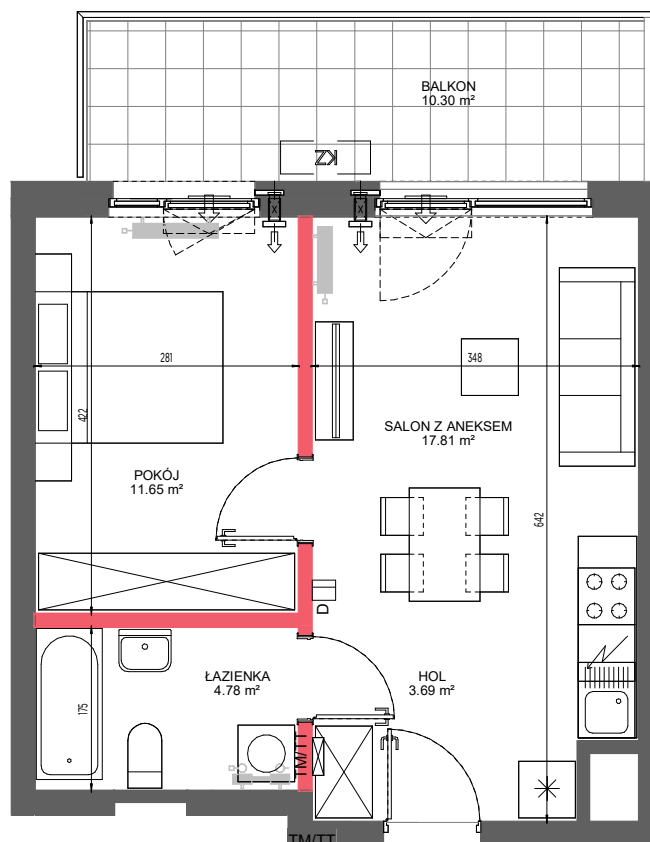 BALKON
10.30 m²
KZ
281
348
422
SALON Z ANEKSEM
17.81 m²
POKÓJ
11.65 m²
642
D
ŁAZIENKA
4.78 m²
HOL
3.69 m²
175
TM/TT
TM/TT